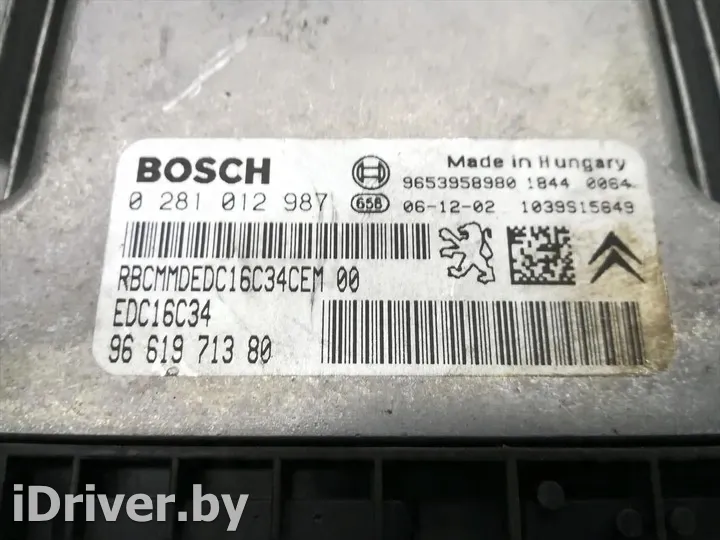 BOSCH
Made in Hungary
9653958980 1844 0064
0 281 012 987
658 06-12-02 1039S15649
RBCMMDEDC16C34CEM 00
EDC16C34
96 619 713 80
iDriver.by